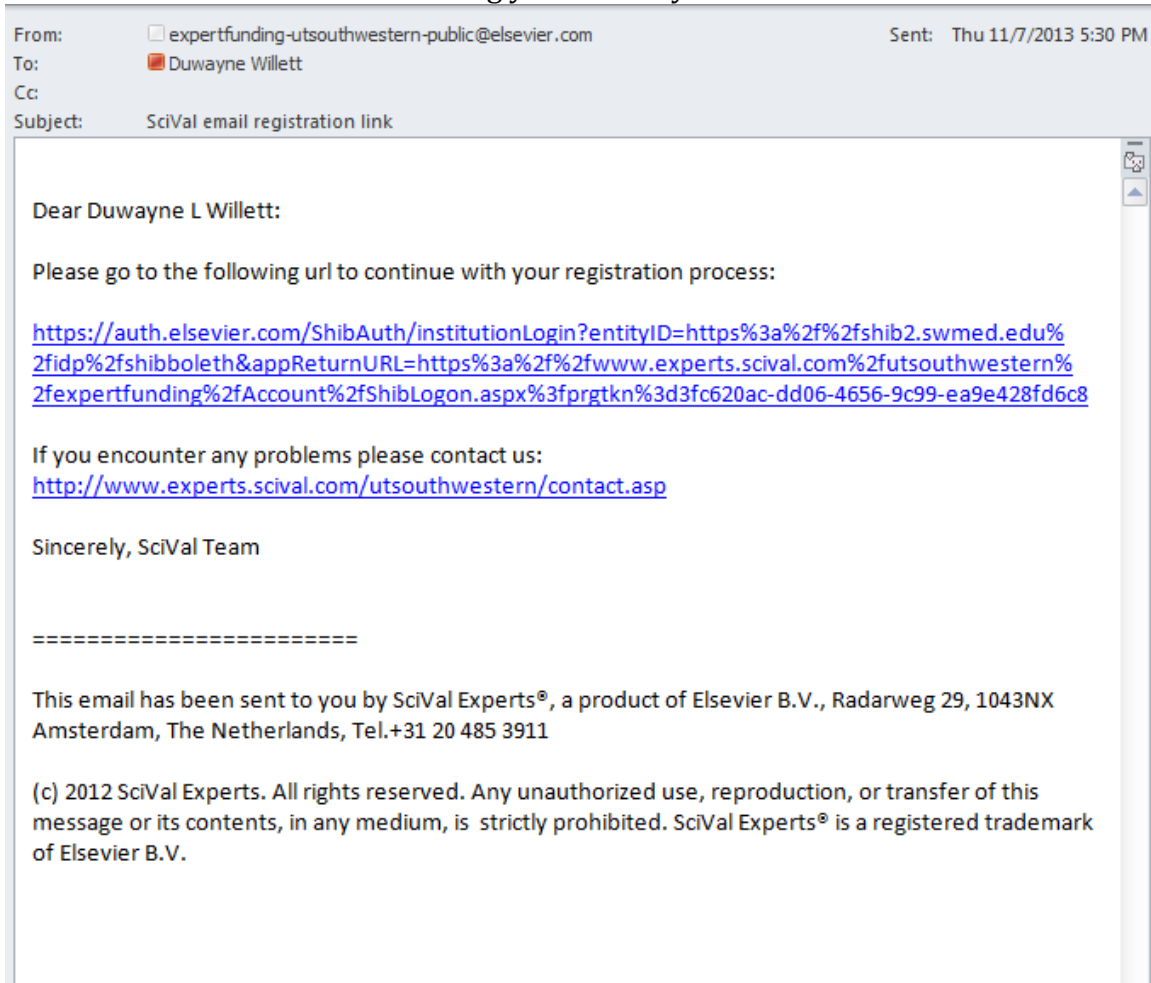 From: expertfunding-utsouthwestern-public@elsevier.com Sent: Thu 11/7/2013 5:30 PM
To: Duwayne Willett
Cc:
Subject: SciVal email registration link
Dear Duwayne L Willett:
Please go to the following url to continue with your registration process:
https://auth.elsevier.com/ShibAuth/institutionLogin?entityID=https%3a%2f%2fshib2.swmed.edu%
2fidp%2fshibboleth&appReturnURL=https%3a%2f%2fwww.experts.scival.com%2futsouthwestern%
2fexpertfunding%2fAccount%2fShibLogon.aspx%3fprgtkn%3d3fc620ac-dd06-4656-9c99-ea9e428fd6c8
If you encounter any problems please contact us:
http://www.experts.scival.com/utsouthwestern/contact.asp
Sincerely, SciVal Team
========================
This email has been sent to you by SciVal Experts®, a product of Elsevier B.V., Radarweg 29, 1043NX
Amsterdam, The Netherlands, Tel.+31 20 485 3911
(c) 2012 SciVal Experts. All rights reserved. Any unauthorized use, reproduction, or transfer of this
message or its contents, in any medium, is  strictly prohibited. SciVal Experts® is a registered trademark
of Elsevier B.V.